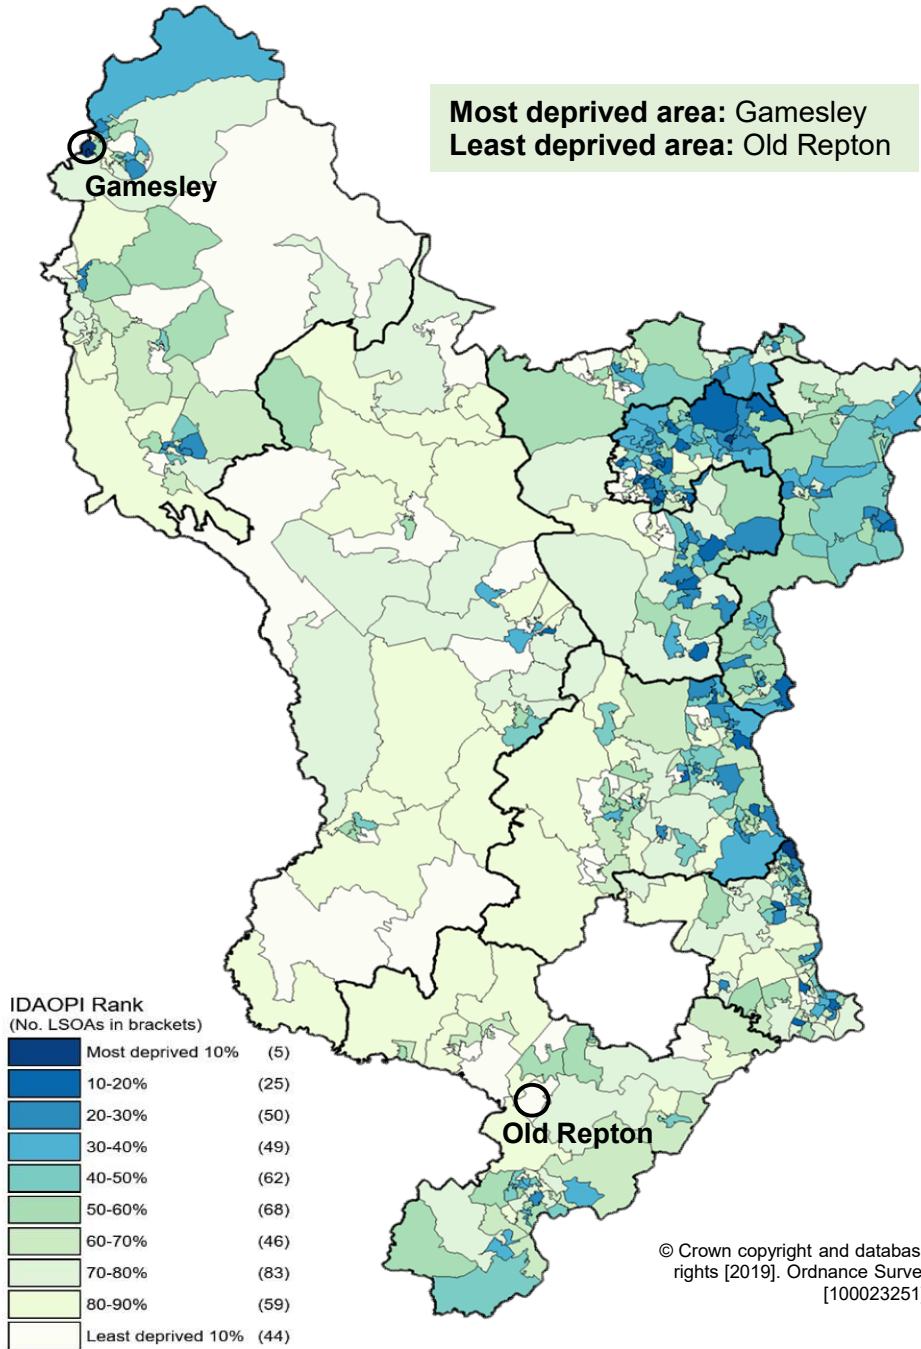 Most deprived area: Gamesley
Least deprived area: Old Repton
Gamesley
Old Repton
IDAOPI Rank
(No. LSOAs in brackets)
Most deprived 10% (5)
10-20% (25)
20-30% (50)
30-40% (49)
40-50% (62)
50-60% (68)
60-70% (46)
70-80% (83)
80-90% (59)
Least deprived 10% (44)
© Crown copyright and databas
rights [2019]. Ordnance Surve
[100023251